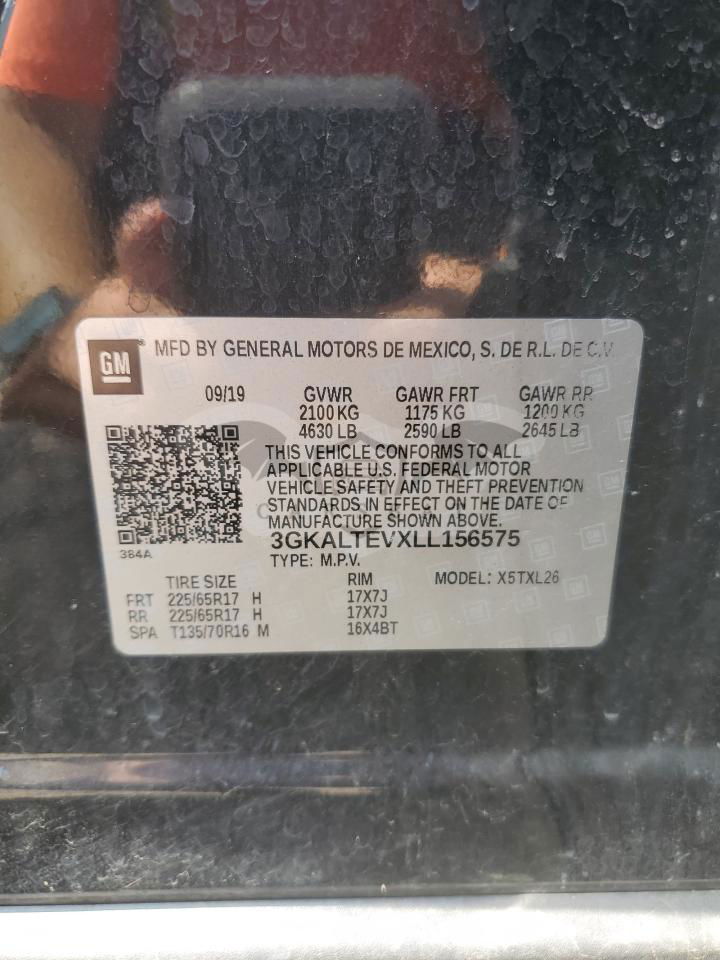 GM
MFD BY GENERAL MOTORS DE MEXICO, S. DE R.L. DE C.V.
09/19 GVWR GAWR FRT GAWR RR
2100 KG 1175 KG 1200 KG
4630 LB 2590 LB 2645 LB
THIS VEHICLE CONFORMS TO ALL
APPLICABLE U.S. FEDERAL MOTOR
VEHICLE SAFETY AND THEFT PREVENTION
STANDARDS IN EFFECT ON THE DATE OF
MANUFACTURE SHOWN ABOVE.
3GKALTEVXLL156575
384A
TYPE: M.P.V.
TIRE SIZE RIM MODEL: X5TXL26
FRT 225/65R17 H 17X7J
RR 225/65R17 H 17X7J
SPA T135/70R16 M 16X4BT